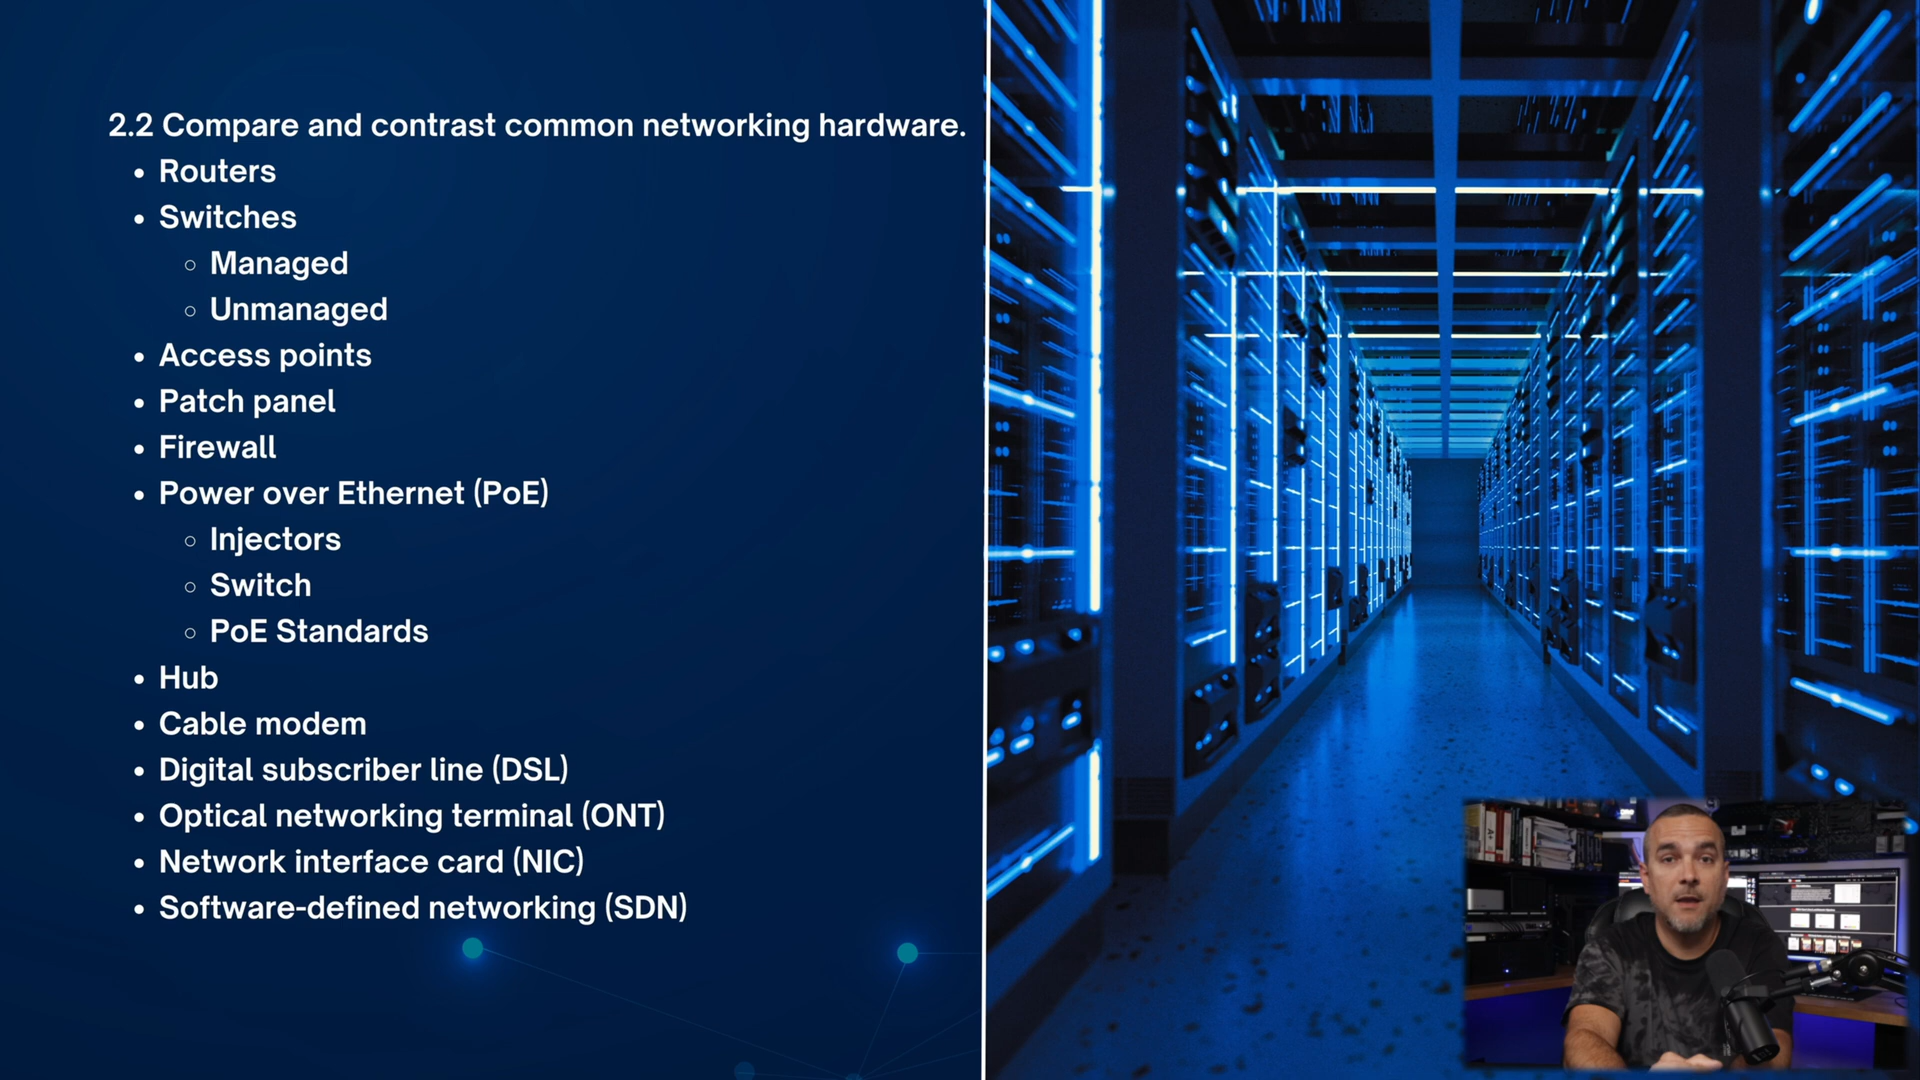 2.2 Compare and contrast common networking hardware.
• Routers
• Switches
○ Managed
○ Unmanaged
• Access points
• Patch panel
• Firewall
• Power over Ethernet (PoE)
○ Injectors
○ Switch
○ PoE Standards
• Hub
• Cable modem
• Digital subscriber line (DSL)
• Optical networking terminal (ONT)
• Network interface card (NIC)
• Software-defined networking (SDN)